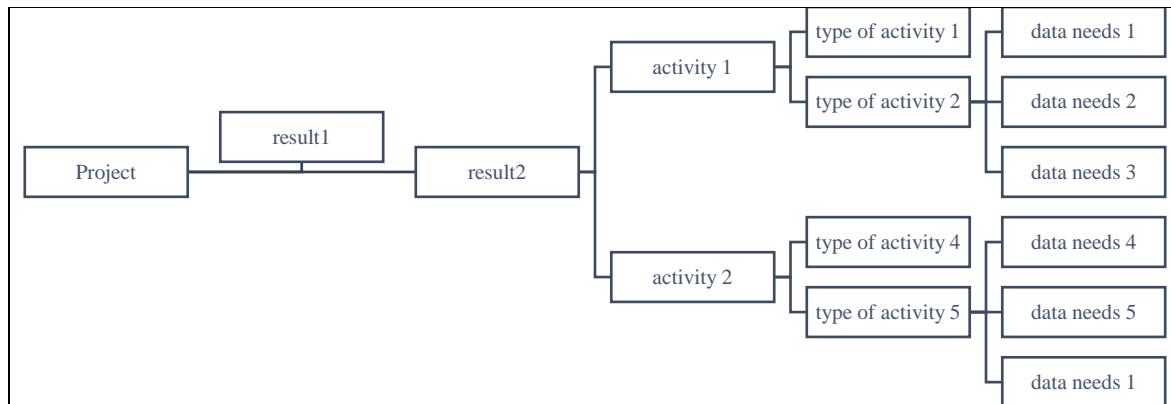 Project
result1
result2
activity 1
type of activity 1
type of activity 2
data needs 1
data needs 2
data needs 3
activity 2
type of activity 4
type of activity 5
data needs 4
data needs 5
data needs 1